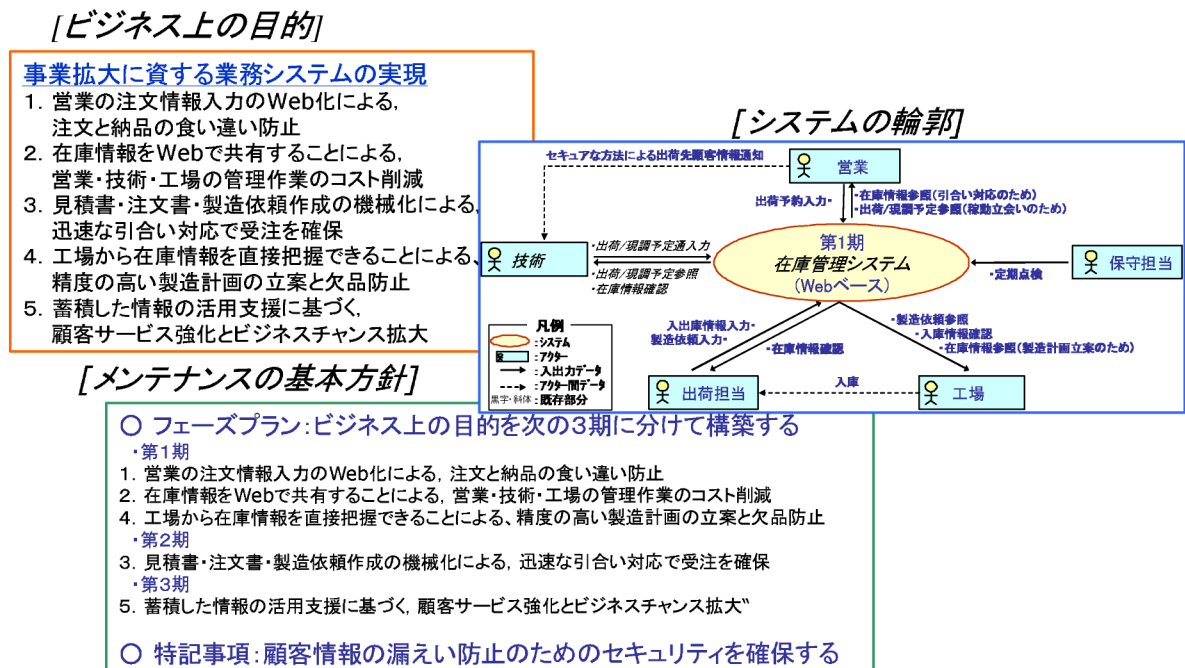 [ビジネス上の目的]
事業拡大に資する業務システムの実現
1. 営業の注文情報入力のWeb化による,
注文と納品の食い違い防止
2. 在庫情報をWebで共有することによる,
営業・技術・工場の管理作業のコスト削減
3. 見積書・注文書・製造依頼作成の機械化による,
迅速な引合い対応で受注を確保
4. 工場から在庫情報を直接把握できることによる、
精度の高い製造計画の立案と欠品防止
5. 蓄積した情報の活用支援に基づく,
顧客サービス強化とビジネスチャンス拡大
[システムの輪郭]
セキュアな方法による出荷先顧客情報通知
営業
出荷予約入力・
・在庫情報参照(引合い対応のため)
・出荷/現調予定参照(稼動立会いのため)
技術
・出荷/現調予定通入力
・出荷/現調予定参照
・在庫情報確認
第1期
在庫管理システム
(Webベース)
・定期点検
保守担当
入出庫情報入力・
製造依頼入力・
・在庫情報確認
・製造依頼参照
・入庫情報確認
・在庫情報参照(製造計画立案のため)
出荷担当
入庫
工場
凡例
:システム
:アクター
:入出力データ
:アクター間データ
黒字・斜体:既存部分
[メンテナンスの基本方針]
○ フェーズプラン:ビジネス上の目的を次の3期に分けて構築する
・第1期
1. 営業の注文情報入力のWeb化による, 注文と納品の食い違い防止
2. 在庫情報をWebで共有することによる, 営業・技術・工場の管理作業のコスト削減
4. 工場から在庫情報を直接把握できることによる、精度の高い製造計画の立案と欠品防止
・第2期
3. 見積書・注文書・製造依頼作成の機械化による, 迅速な引合い対応で受注を確保
・第3期
5. 蓄積した情報の活用支援に基づく, 顧客サービス強化とビジネスチャンス拡大〃
○ 特記事項:顧客情報の漏えい防止のためのセキュリティを確保する